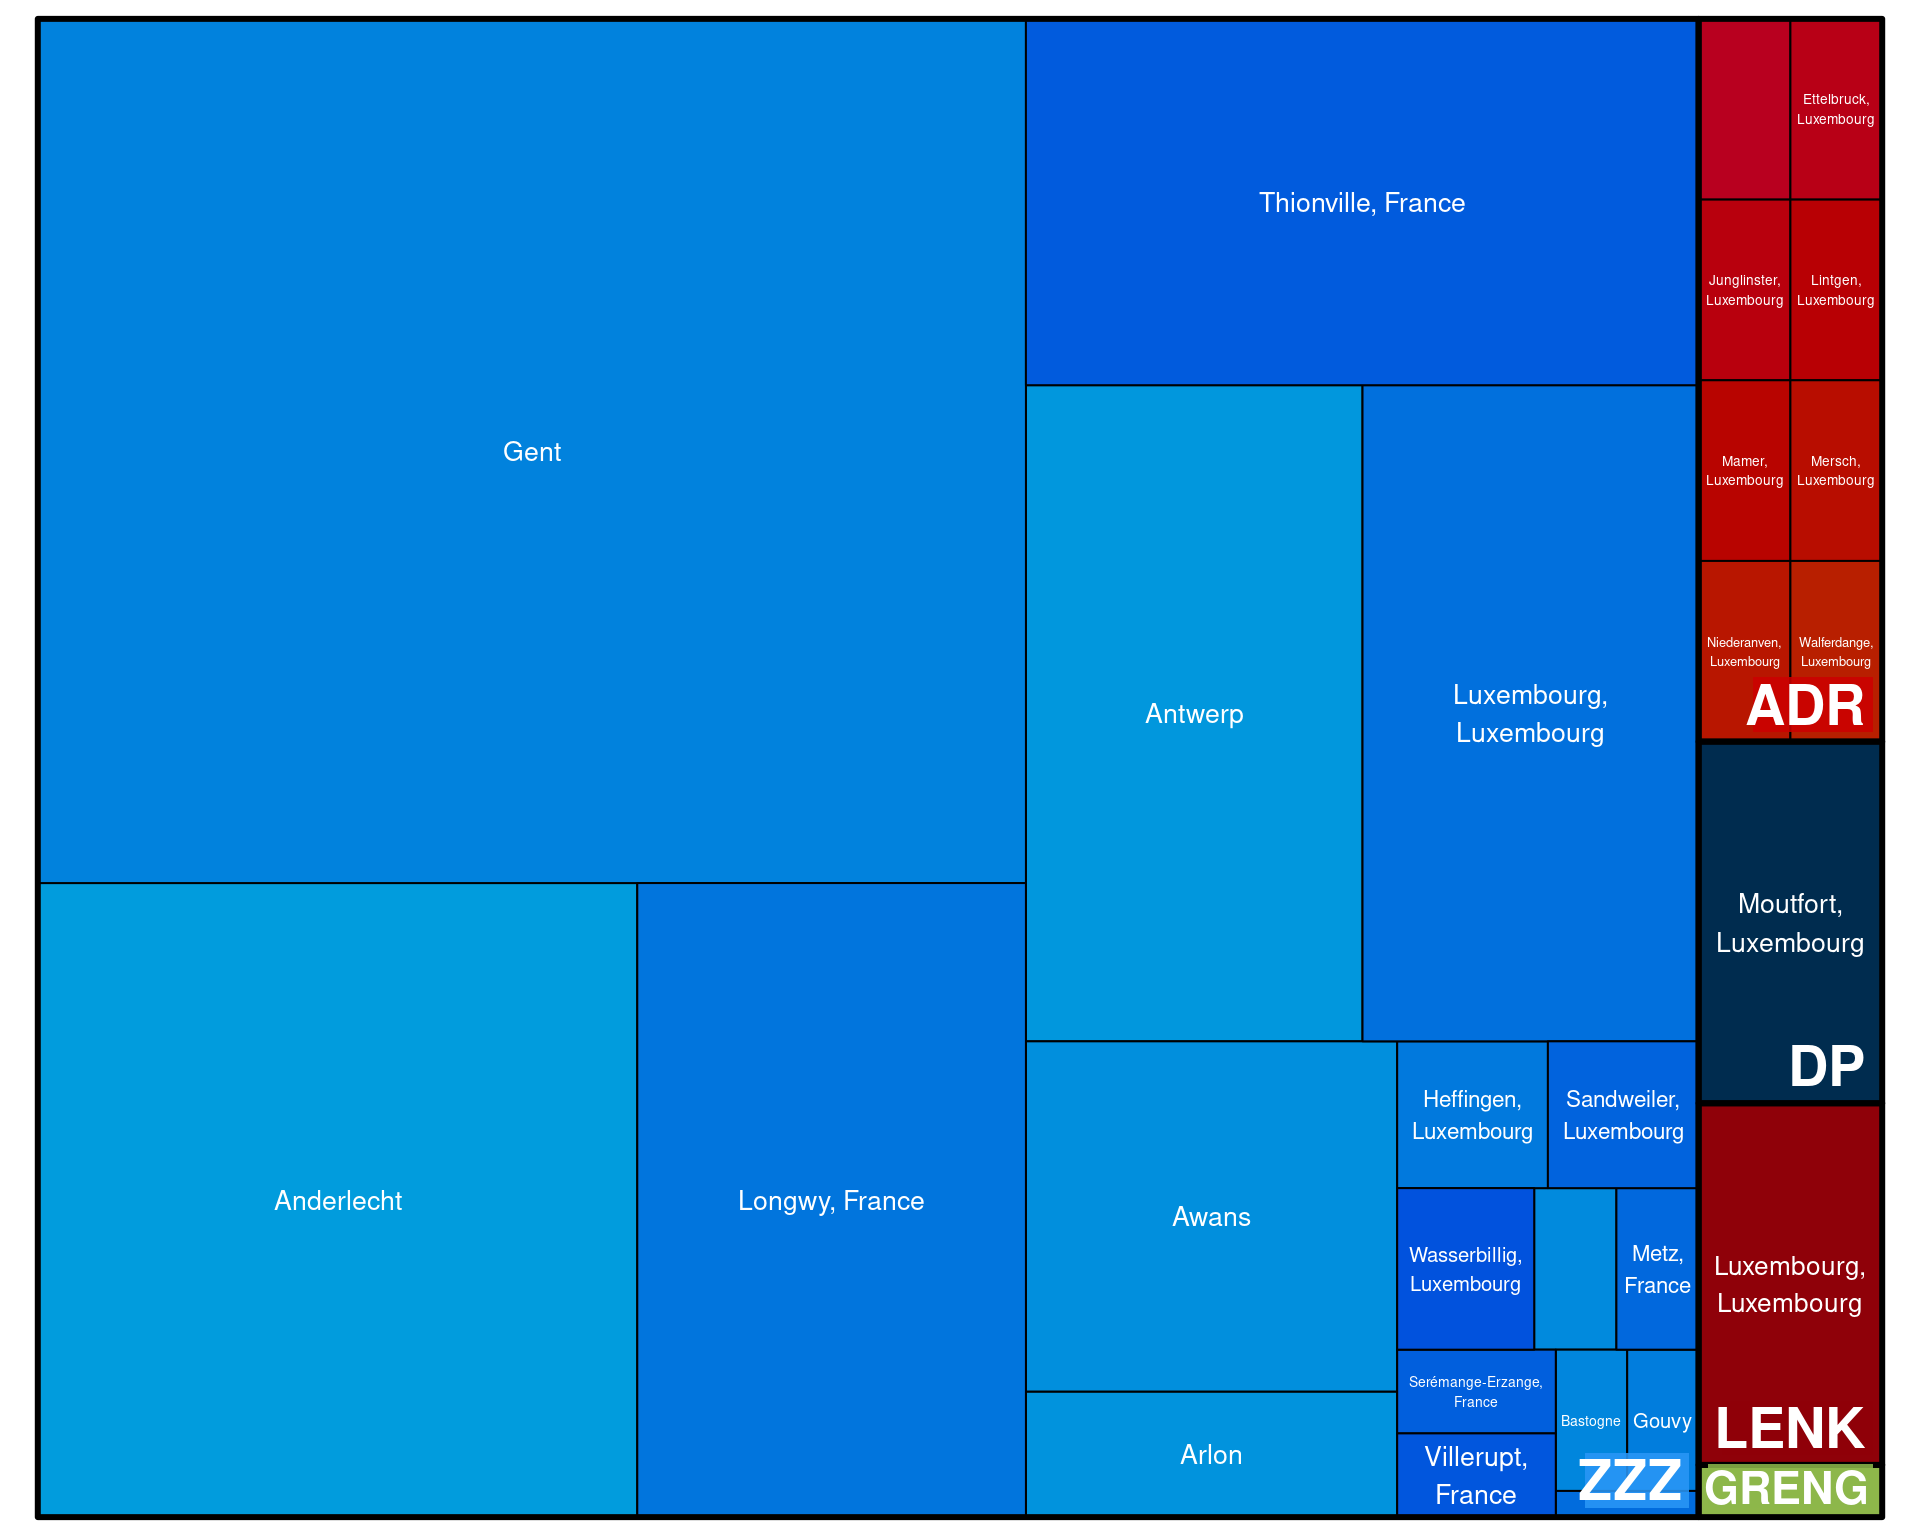 Gent
Thionville, France
Ettelbruck,
Luxembourg
Junglinster,
Luxembourg
Lintgen,
Luxembourg
Mamer,
Luxembourg
Mersch,
Luxembourg
Niederanven,
Luxembourg
Walferdange,
Luxembourg
ADR
Antwerp
Luxembourg,
Luxembourg
Moutfort,
Luxembourg
DP
Anderlecht
Longwy, France
Awans
Heffingen,
Luxembourg
Sandweiler,
Luxembourg
Wasserbillig,
Luxembourg
Metz,
France
Luxembourg,
Luxembourg
LENK
Serémange-Erzange,
France
Bastogne
Gouvy
Arlon
Villerupt,
France
ZZZ
GRENG